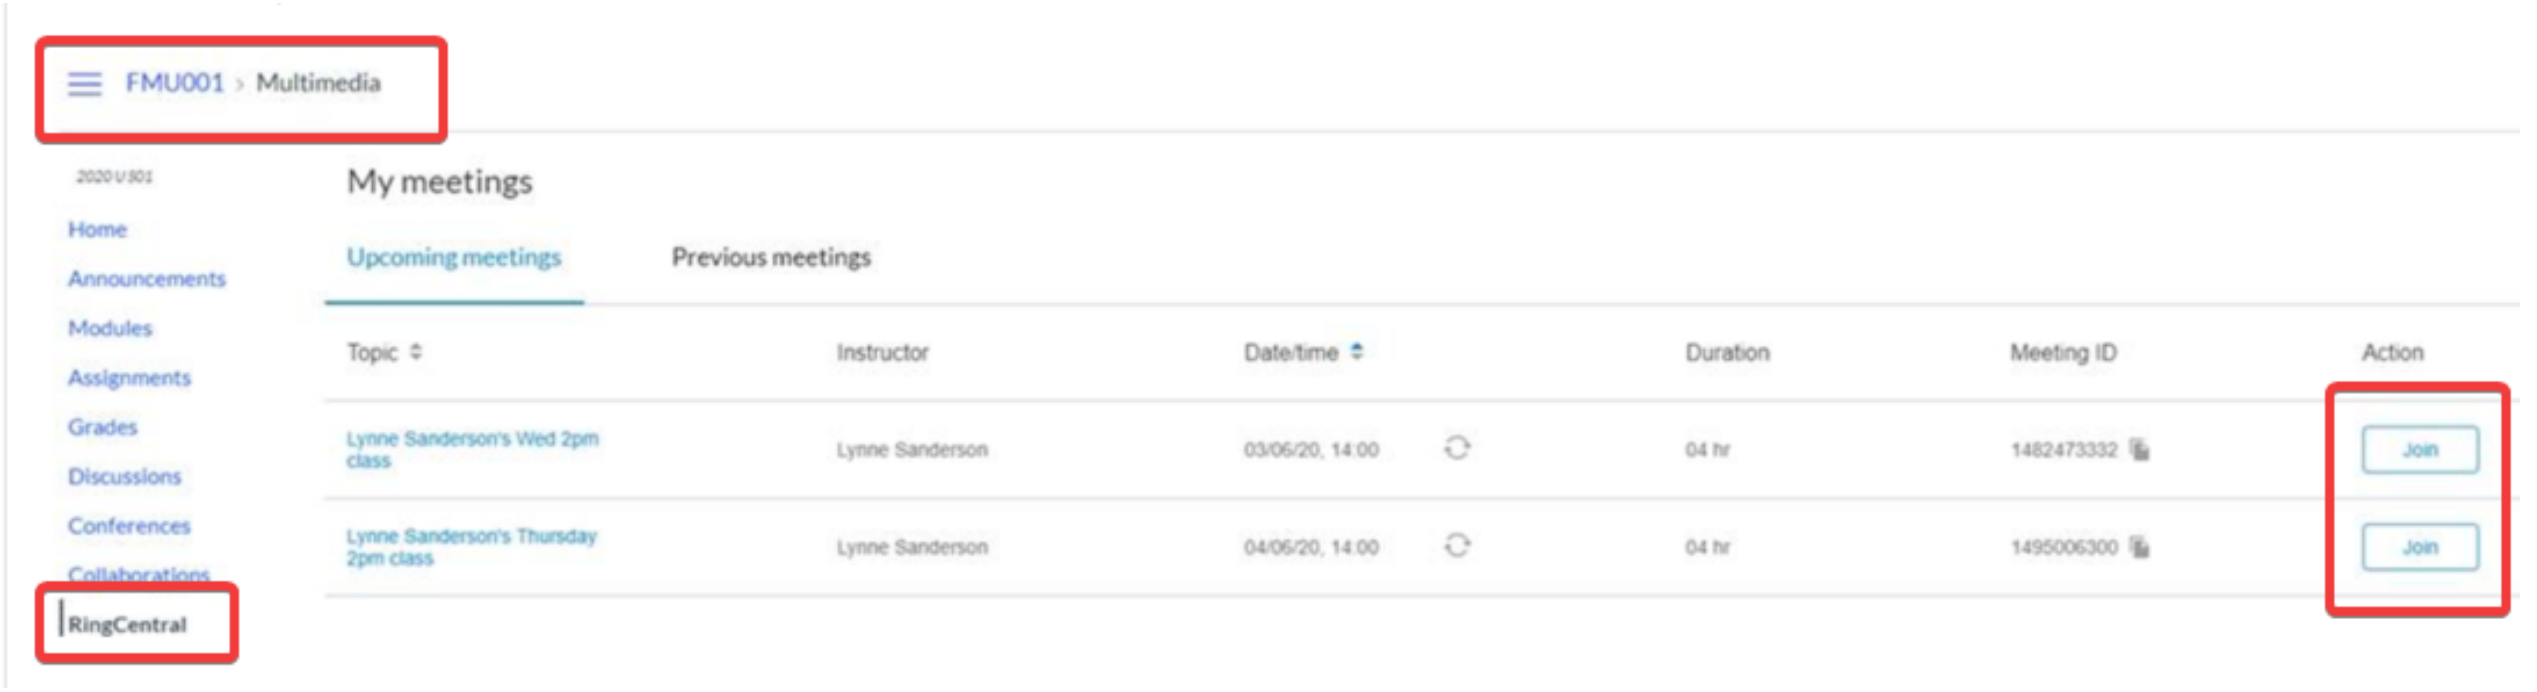 FMU001 > Multimedia
2020US01
My meetings
Home
Announcements
Modules
Assignments
Grades
Discussions
Conferences
Collaborations
RingCentral
Upcoming meetings Previous meetings
Topic Instructor Date/time Duration Meeting ID Action
Lynne Sanderson's Wed 2pm
class
Lynne Sanderson 03/06/20, 14:00 04 hr 1482473332 Join
Lynne Sanderson's Thursday
2pm class
Lynne Sanderson 04/06/20, 14:00 04 hr 1495006300 Join